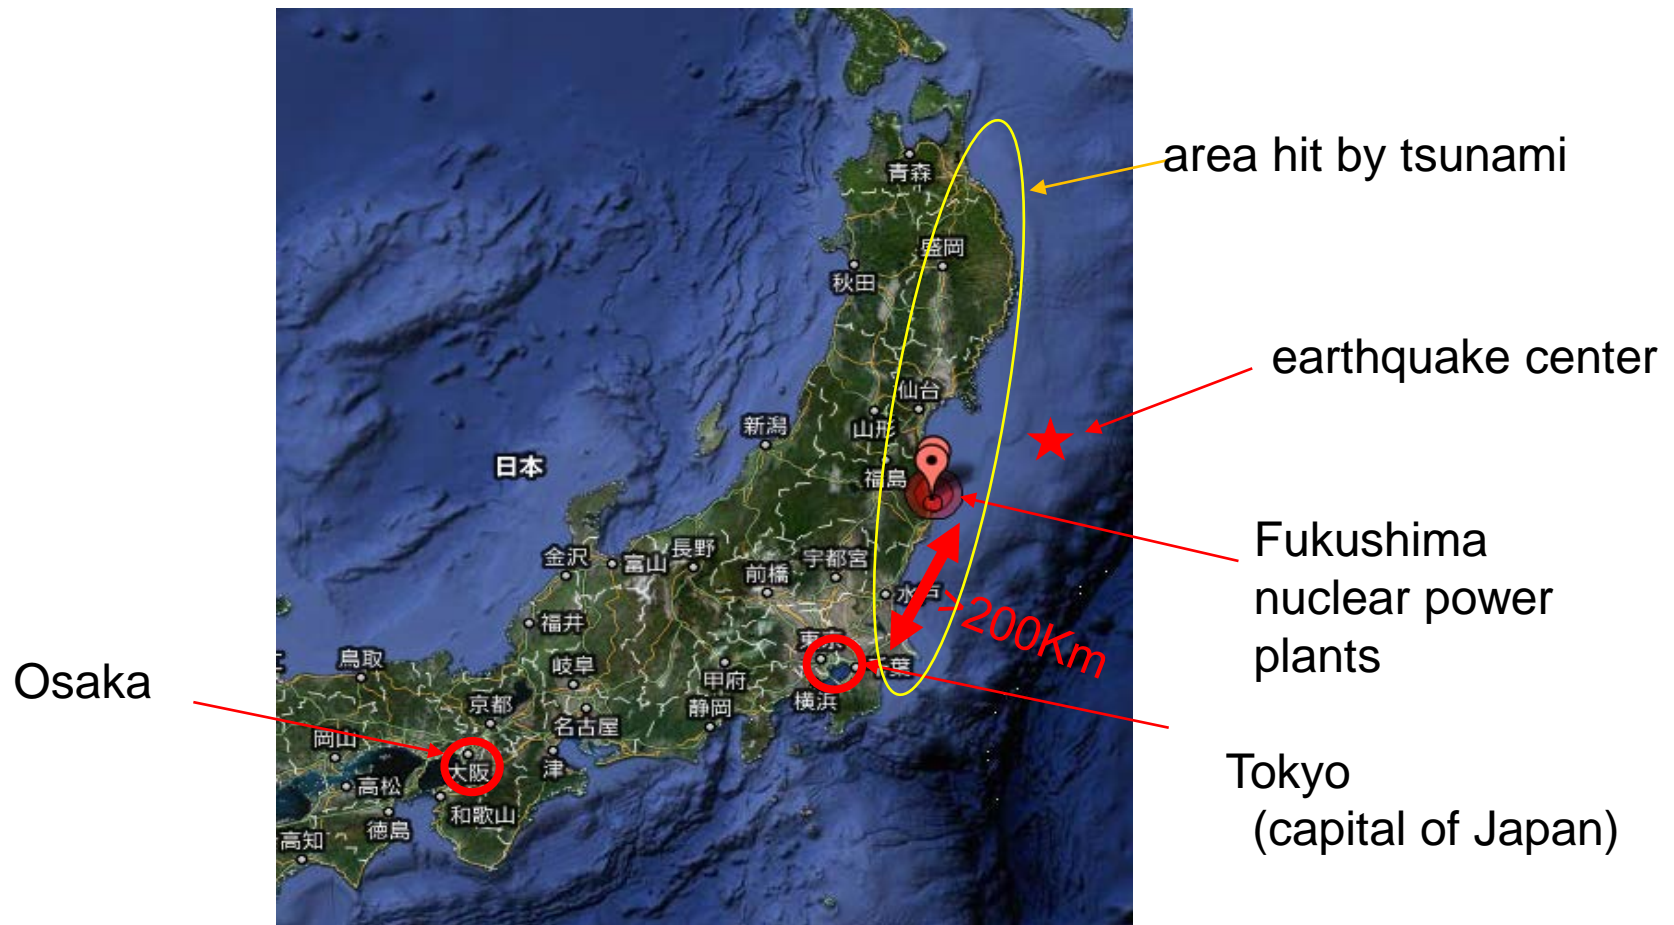 area hit by tsunami
青森
盛岡
秋田
earthquake center
仙台
新潟
山形
日本
福島
Fukushima
nuclear power
plants
金沢
富山
長野
前橋
宇都宮
水戸
>200Km
福井
東京
千葉
鳥取
岐阜
甲府
横浜
Osaka
京都
名古屋
静岡
岡山
大阪
津
Tokyo
(capital of Japan)
高松
和歌山
徳島
高知